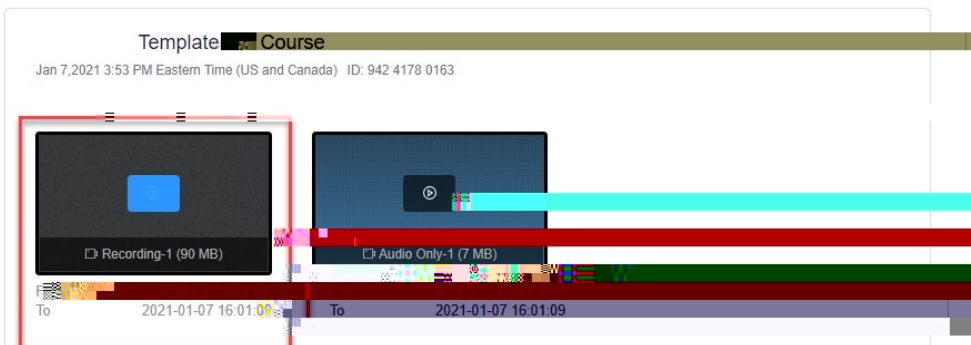 Template Course
Jan 7,2021 3:53 PM Eastern Time (US and Canada) ID: 942 4178 0163
Recording-1 (90 MB)
Audio Only-1 (7 MB)
To 2021-01-07 16:01:09
To 2021-01-07 16:01:09